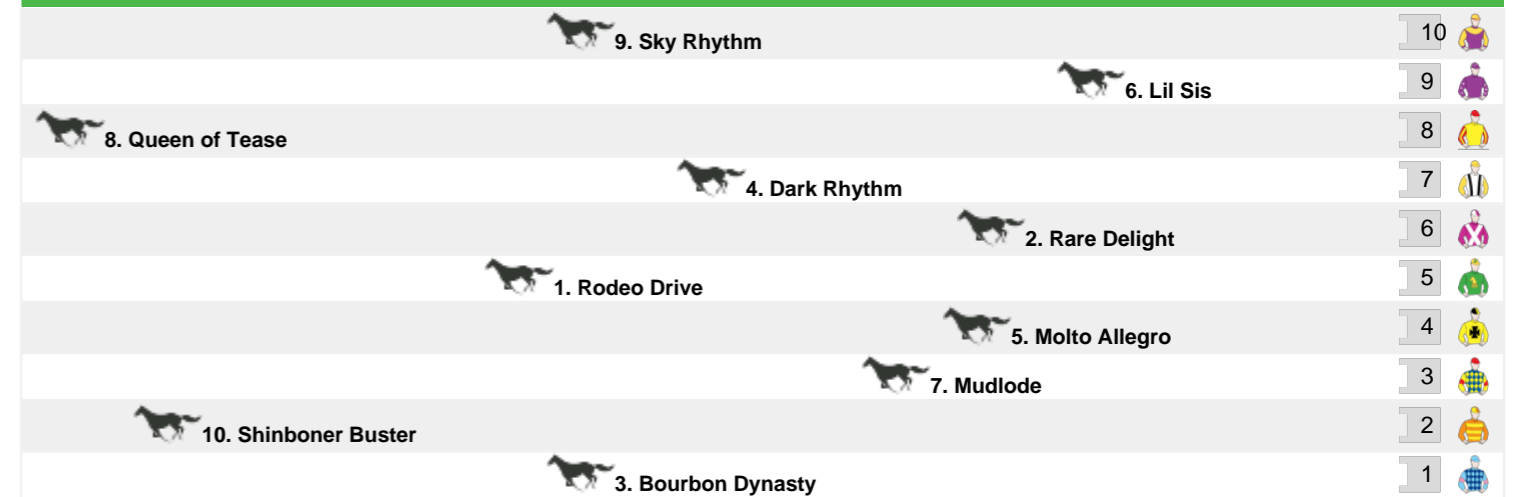 9. Sky Rhythm 10
6. Lil Sis 9
8. Queen of Tease 8
4. Dark Rhythm 7
2. Rare Delight 6
1. Rodeo Drive 5
5. Molto Allegro 4
7. Mudlode 3
10. Shinboner Buster 2
3. Bourbon Dynasty 1